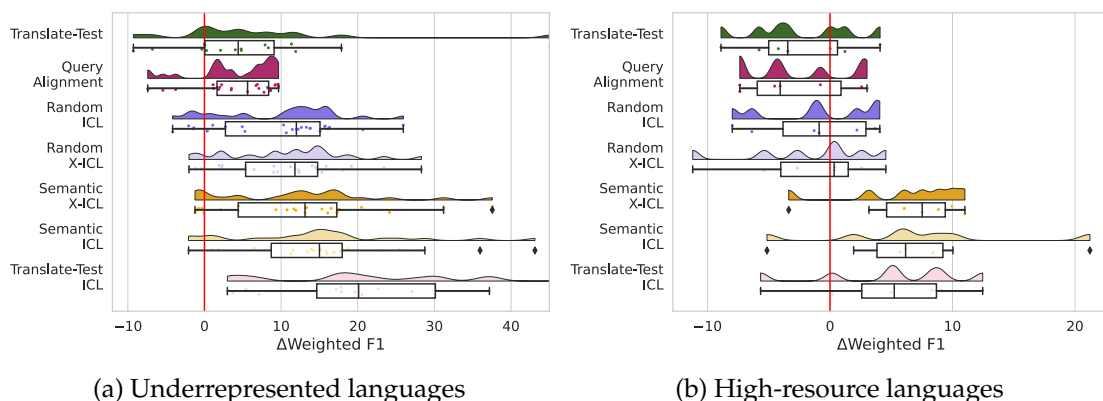 Translate-Test
Query
Alignment
Random
ICL
Random
X-ICL
Semantic
X-ICL
Semantic
ICL
Translate-Test
ICL
−10 0 10 20 30 40
ΔWeighted F1
(a) Underrepresented languages
Translate-Test
Query
Alignment
Random
ICL
Random
X-ICL
Semantic
X-ICL
Semantic
ICL
Translate-Test
ICL
−10 0 10 20
ΔWeighted F1
(b) High-resource languages